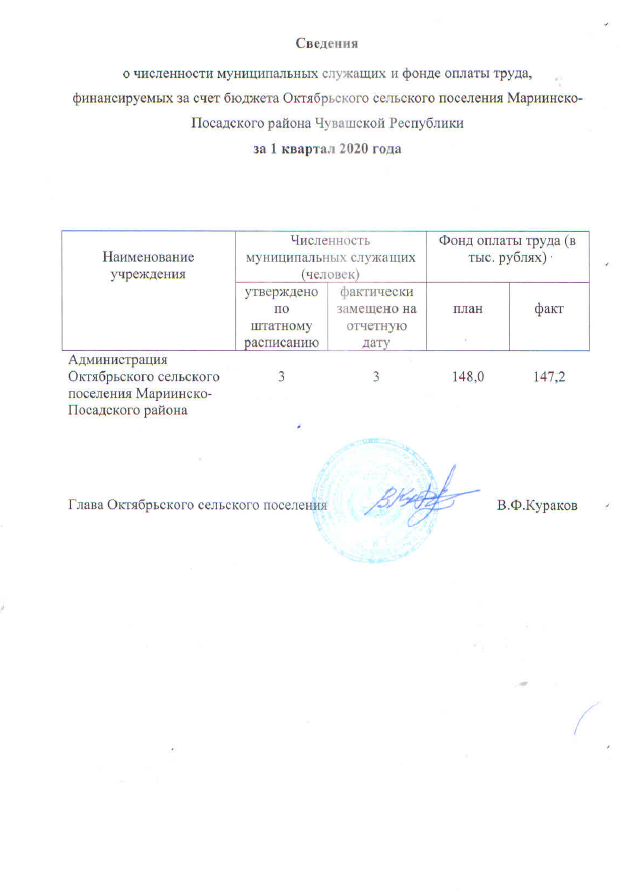 Сведения
о численности муниципальных служащих и фонде оплаты труда,
финансируемых за счет бюджета Октябрьского сельского поселения Мариинско-
Посадского района Чувашской Республики
за 1 квартал 2020 года
Наименование
учреждения
Численность
муниципальных служащих
(человек)
Фонд оплаты труда (в
тыс. рублях)
утверждено
по
штатному
расписанию
фактически
замещено на
отчетную
дату
план
факт
Администрация
Октябрьского сельского
поселения Мариинско-
Посадского района
3
3
148,0
147,2
Глава Октябрьского сельского поселения
В.Ф.Кураков